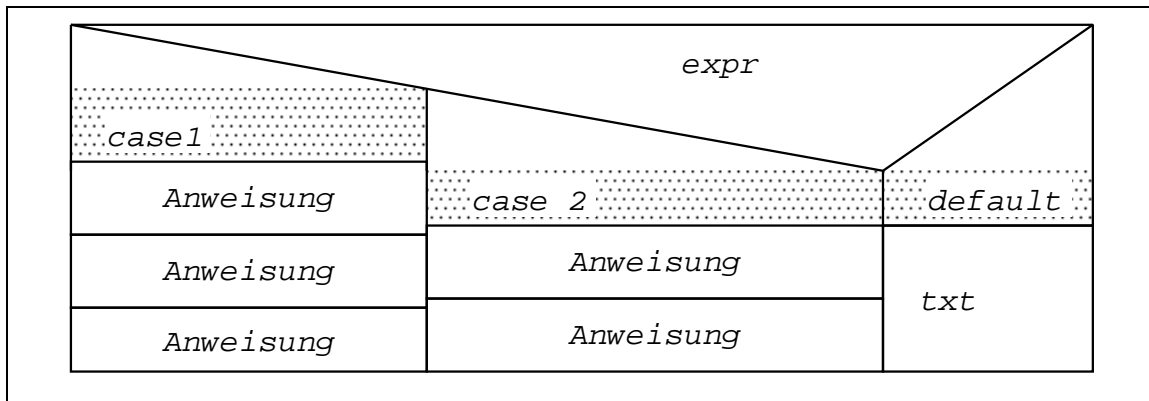 expr
case1
Anweisung
Anweisung
Anweisung
case 2
Anweisung
Anweisung
default
txt